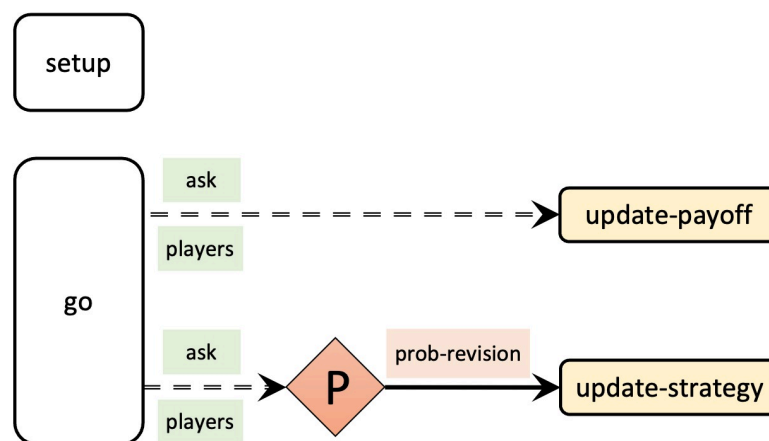 setup
go
ask
players
update-payoff
ask
players
P
prob-revision
update-strategy